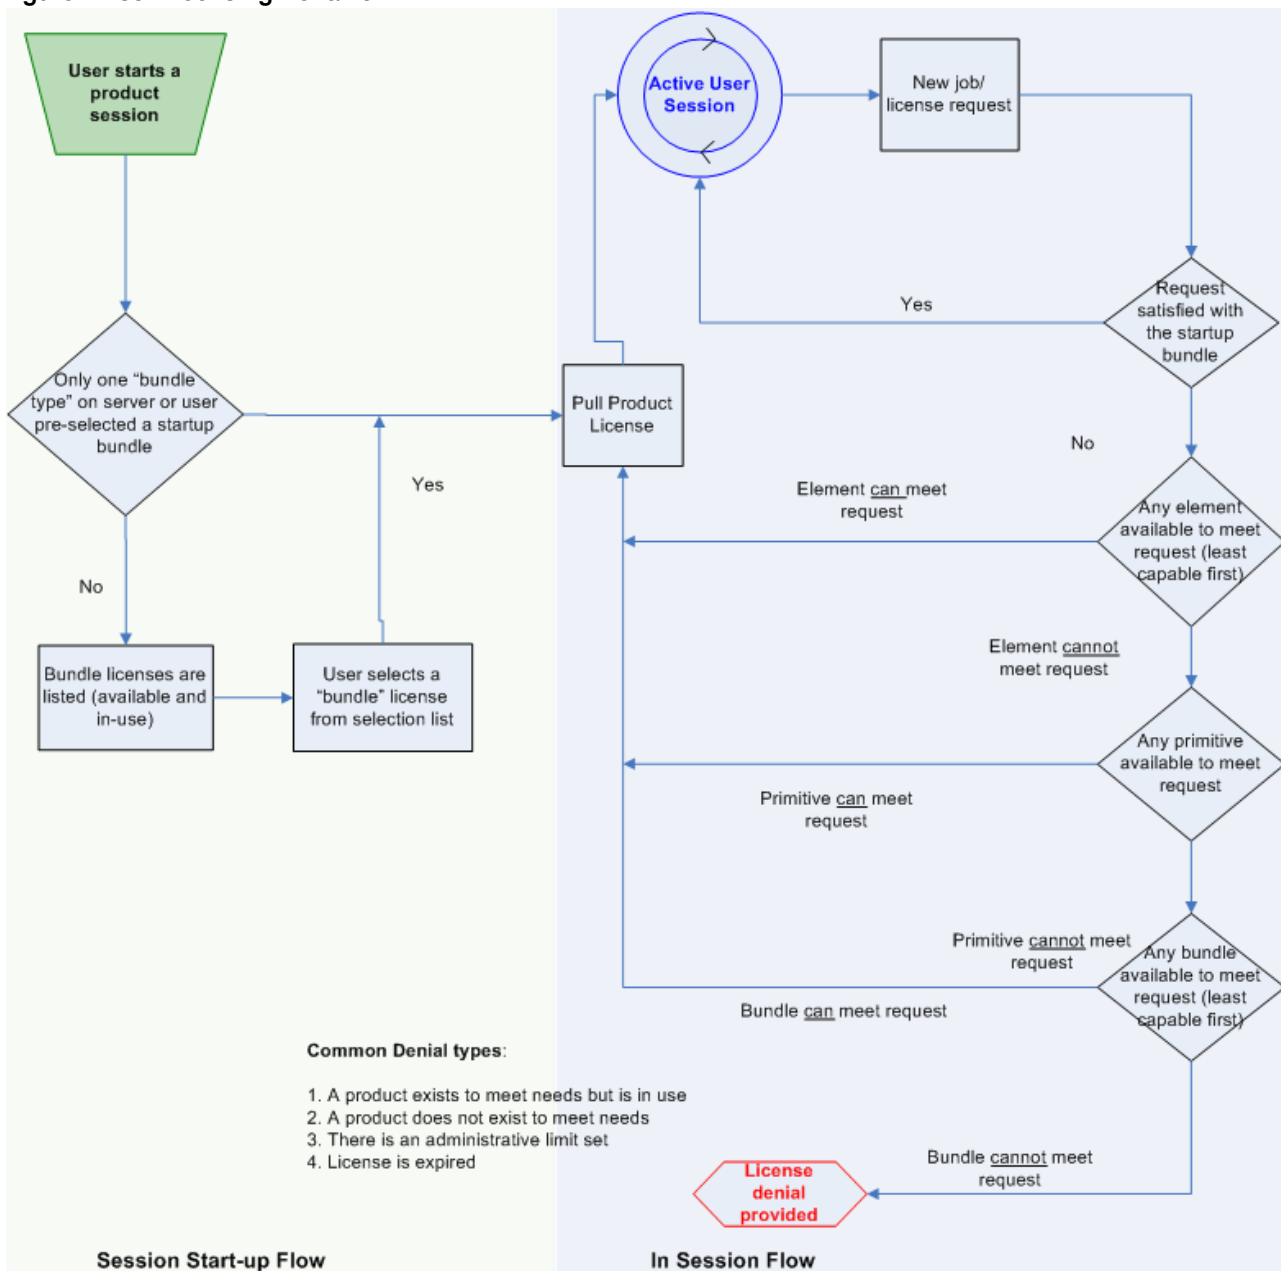 User starts a
product
session
Active User
Session
New job/
license request
Request
satisfied with
the startup
bundle
Yes
Only one “bundle
type” on server or user
pre-selected a startup
bundle
Pull Product
License
No
Yes
Element can meet
request
Any element
available to meet
request (least
capable first)
No
Element cannot
meet request
Bundle licenses are
listed (available and
in-use)
User selects a
“bundle” license
from selection list
Any primitive
available to meet
request
Primitive can meet
request
Primitive cannot meet
request
Any bundle
available to meet
request (least
capable first)
Bundle can meet request
Common Denial types:
1. A product exists to meet needs but is in use
2. A product does not exist to meet needs
3. There is an administrative limit set
4. License is expired
Bundle cannot meet
request
License
denial
provided
Session Start-up Flow
In Session Flow